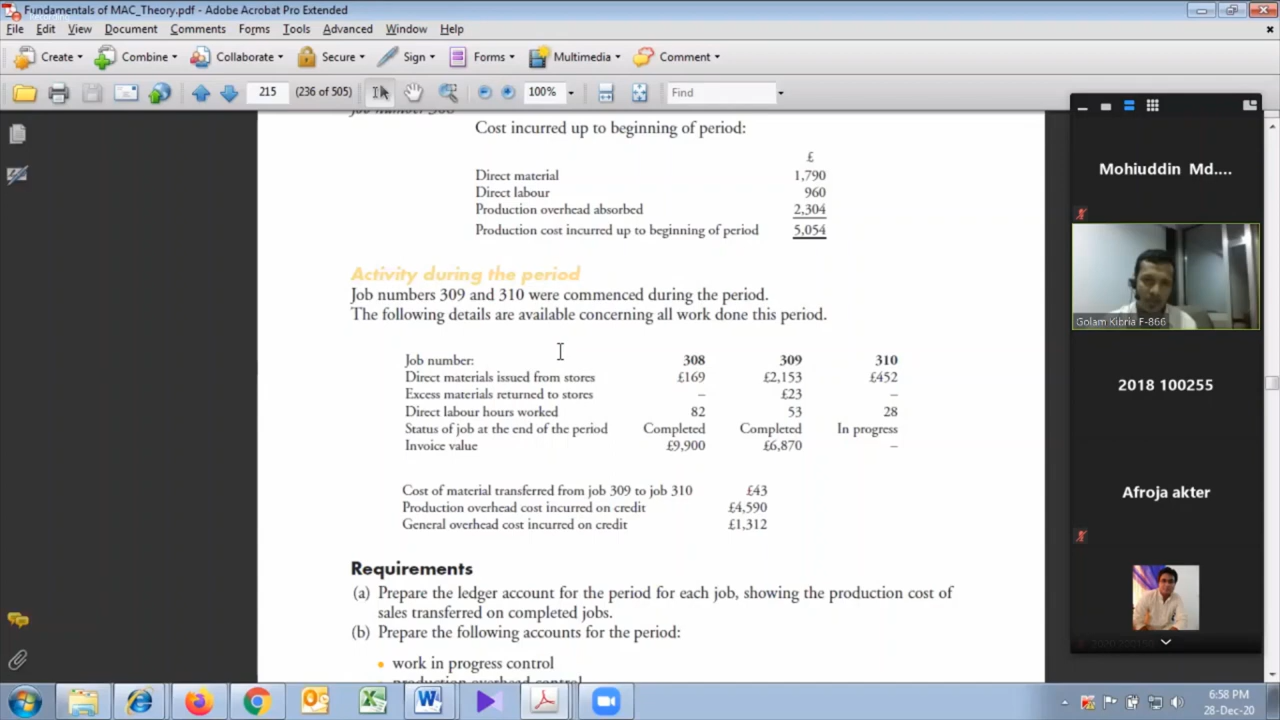 Fundamentals of MAC_Theory.pdf - Adobe Acrobat Pro Extended
Recording
File Edit View Document Comments Forms Tools Advanced Window Help
Create Combine Collaborate Secure Sign Forms Multimedia Comment
215 (236 of 505) 100% Find
Job number 308
Cost incurred up to beginning of period:
£
Direct material 1,790
Direct labour 960
Production overhead absorbed 2,304
Production cost incurred up to beginning of period 5,054
Activity during the period
Job numbers 309 and 310 were commenced during the period.
The following details are available concerning all work done this period.
Job number: 308 309 310
Direct materials issued from stores £169 £2,153 £452
Excess materials returned to stores – £23 –
Direct labour hours worked 82 53 28
Status of job at the end of the period Completed Completed In progress
Invoice value £9,900 £6,870 –
Cost of material transferred from job 309 to job 310 £43
Production overhead cost incurred on credit £4,590
General overhead cost incurred on credit £1,312
Requirements
(a) Prepare the ledger account for the period for each job, showing the production cost of
sales transferred on completed jobs.
(b) Prepare the following accounts for the period:
• work in progress control
• production overhead control
Mohiuddin Md....
Golam Kibria F-866
2018 100255
Afroja akter
6:58 PM
28-Dec-20